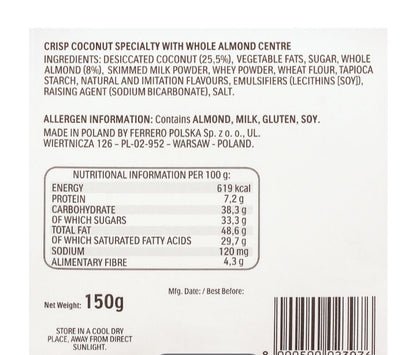 CRISP COCONUT SPECIALTY WITH WHOLE ALMOND CENTRE
INGREDIENTS: DESICCATED COCONUT (25,5%), VEGETABLE FATS, SUGAR, WHOLE
ALMOND (8%), SKIMMED MILK POWDER, WHEY POWDER, WHEAT FLOUR, TAPIOCA
STARCH, NATURAL AND IMITATION FLAVOURS, EMULSIFIERS (LECITHINS [SOY]),
RAISING AGENT (SODIUM BICARBONATE), SALT.
ALLERGEN INFORMATION: Contains ALMOND, MILK, GLUTEN, SOY.
MADE IN POLAND BY FERRERO POLSKA Sp. z o. o., UL.
WIERTNICZA 126 – PL-02-952 – WARSAW - POLAND.
NUTRITIONAL INFORMATION PER 100 g:
ENERGY 619 kcal
PROTEIN 7,2 g
CARBOHYDRATE 38,3 g
OF WHICH SUGARS 33,3 g
TOTAL FAT 48,6 g
OF WHICH SATURATED FATTY ACIDS 29,7 g
SODIUM 120 mg
ALIMENTARY FIBRE 4,3 g
Mfg. Date: / Best Before:
Net Weight: 150g
STORE IN A COOL DRY
PLACE, AWAY FROM DIRECT
SUNLIGHT.